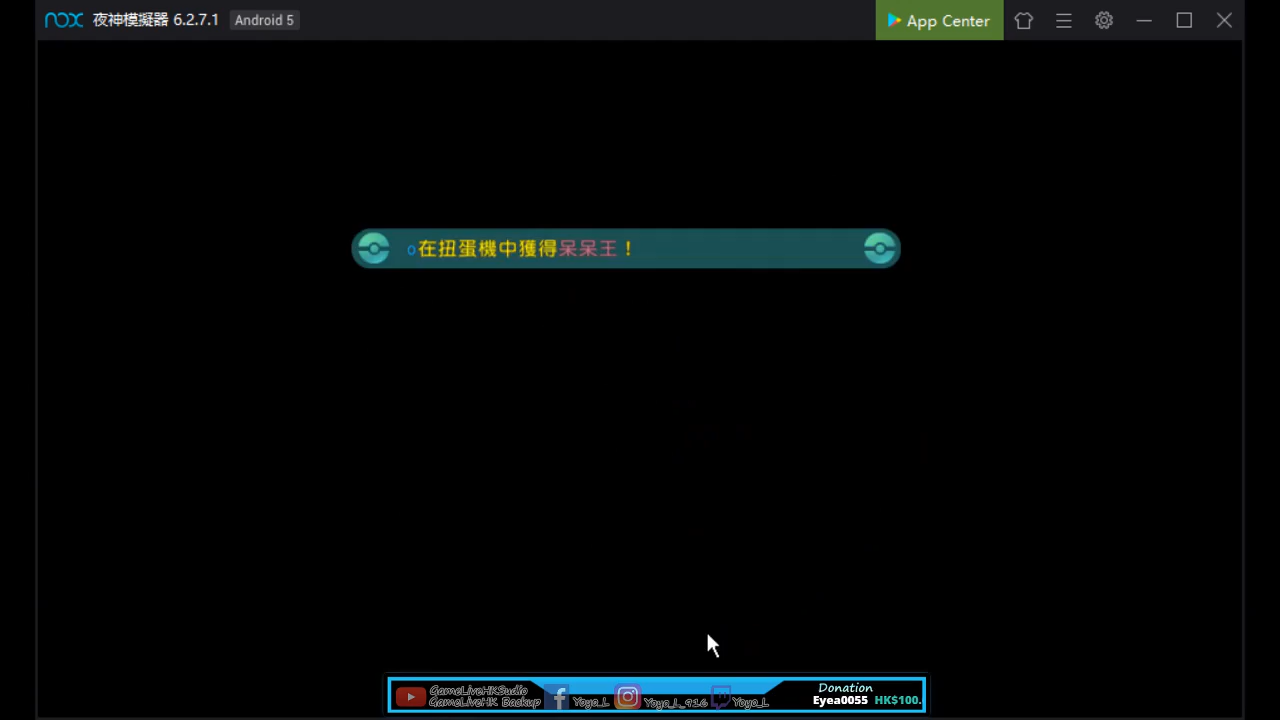 nox 夜神模擬器 6.2.7.1 Android 5 App Center
o在扭蛋機中獲得呆呆王！
GameLiveHKSudio
GameLiveHK Backup
Yoyo_L
Yoyo_L_916
Yoyo_L
Donation
Eyea0055 HK$100.